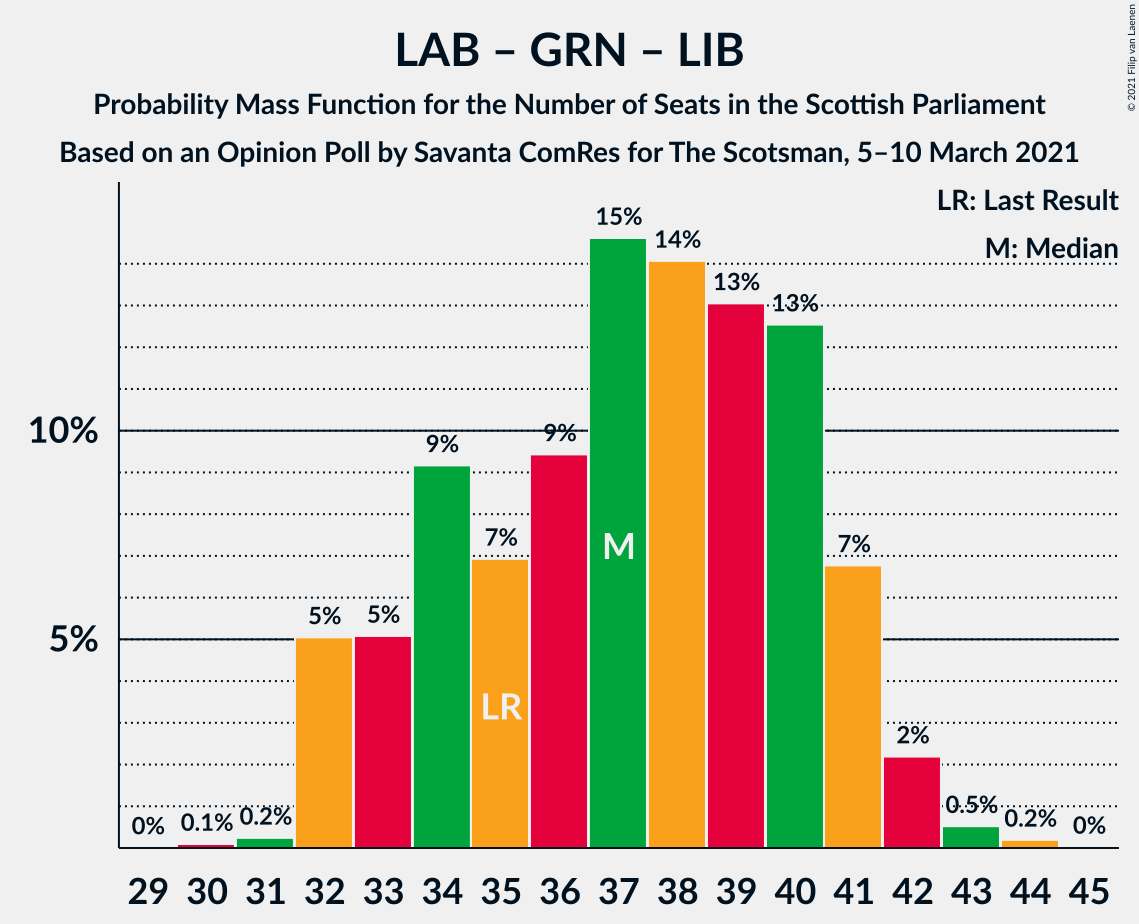 LAB – GRN – LIB
Probability Mass Function for the Number of Seats in the Scottish Parliament
Based on an Opinion Poll by Savanta ComRes for The Scotsman, 5–10 March 2021
© 2021 Filip van Laenen
LR: Last Result
M: Median
10%
5%
0%
0.1%
0.2%
5%
5%
9%
7%
9%
15%
14%
13%
13%
7%
2%
0.5%
0.2%
0%
M
LR
29 30 31 32 33 34 35 36 37 38 39 40 41 42 43 44 45